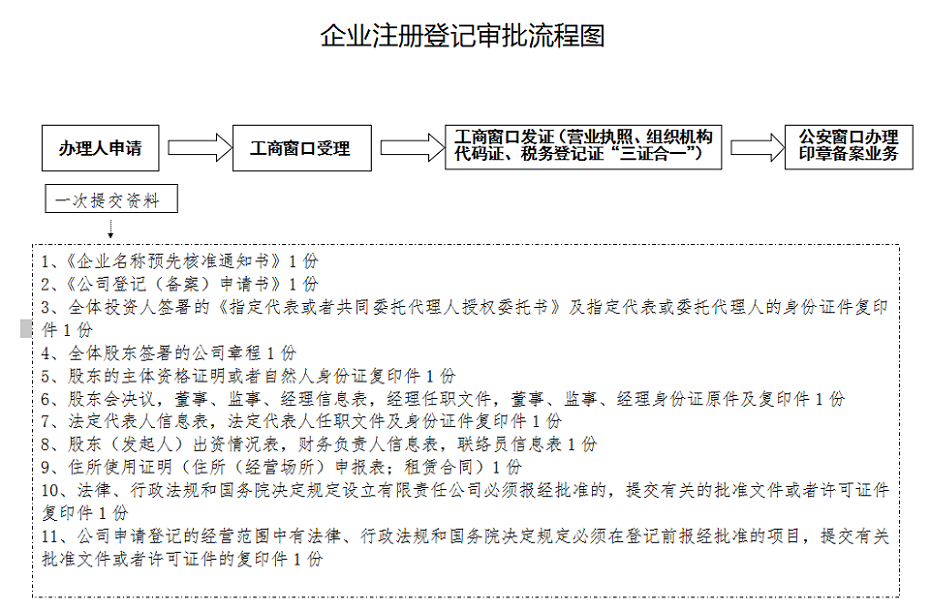 企业注册登记审批流程图
办理人申请
工商窗口受理
工商窗口发证（营业执照、组织机构
代码证、税务登记证“三证合一”）
公安窗口办理
印章备案业务
一次提交资料
1、《企业名称预先核准通知书》1 份
2、《公司登记（备案）申请书》1 份
3、全体投资人签署的《指定代表或者共同委托代理人授权委托书》及指定代表或委托代理人的身份证件复印
件 1 份
4、全体股东签署的公司章程 1 份
5、股东的主体资格证明或者自然人身份证复印件 1 份
6、股东会决议，董事、监事、经理信息表，经理任职文件，董事、监事、经理身份证原件及复印件 1 份
7、法定代表人信息表，法定代表人任职文件及身份证件复印件 1 份
8、股东（发起人）出资情况表，财务负责人信息表，联络员信息表 1 份
9、住所使用证明（住所（经营场所）申报表；租赁合同）1 份
10、法律、行政法规和国务院决定规定设立有限责任公司必须报经批准的，提交有关的批准文件或者许可证件
复印件 1 份
11、公司申请登记的经营范围中有法律、行政法规和国务院决定规定必须在登记前报经批准的项目，提交有关
批准文件或者许可证件的复印件 1 份